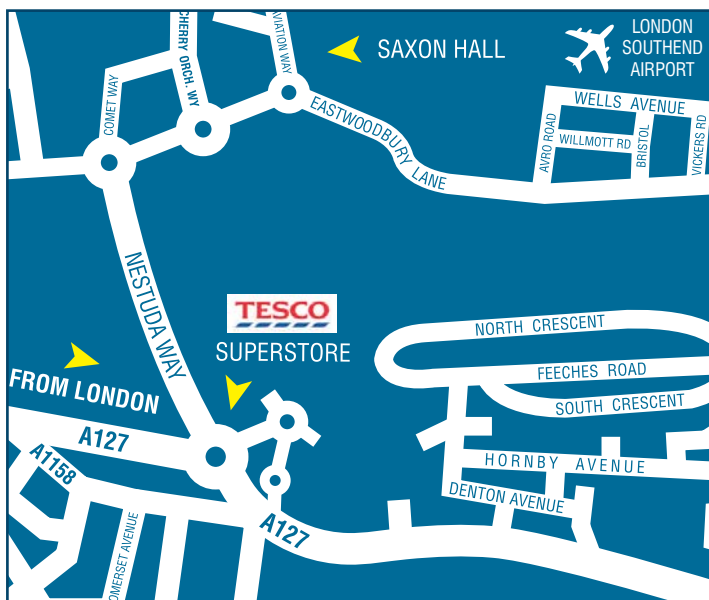 CHERRY ORCH. WY
VIATION WAY
SAXON HALL
LONDON
SOUTHEND
AIRPORT
COMET WAY
EASTWOODBURY LANE
WELLS AVENUE
AVRO ROAD
WILLMOTT RD
BRISTOL
VICKERS RD
NESTUDA WAY
TESCO
SUPERSTORE
NORTH CRESCENT
FEECHES ROAD
SOUTH CRESCENT
FROM LONDON
A127
A1158
HORNBY AVENUE
DENTON AVENUE
A127
OMERSET AVENUE